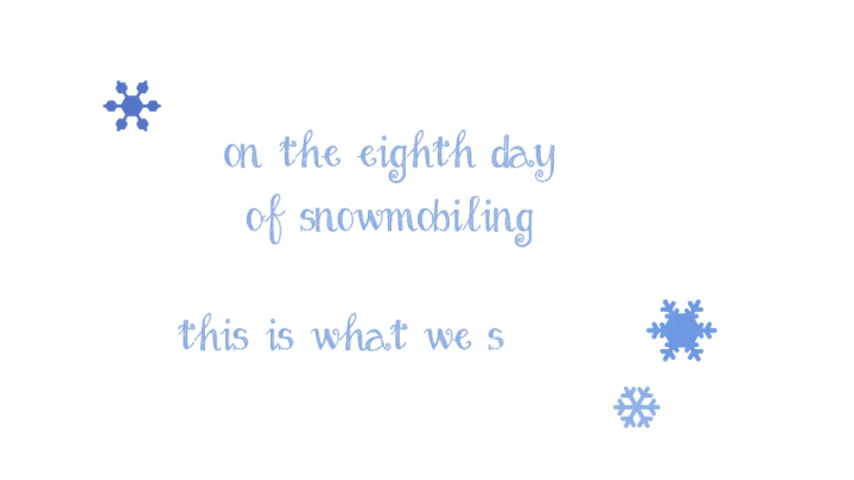 on the eighth day
of snowmobiling
this is what we s